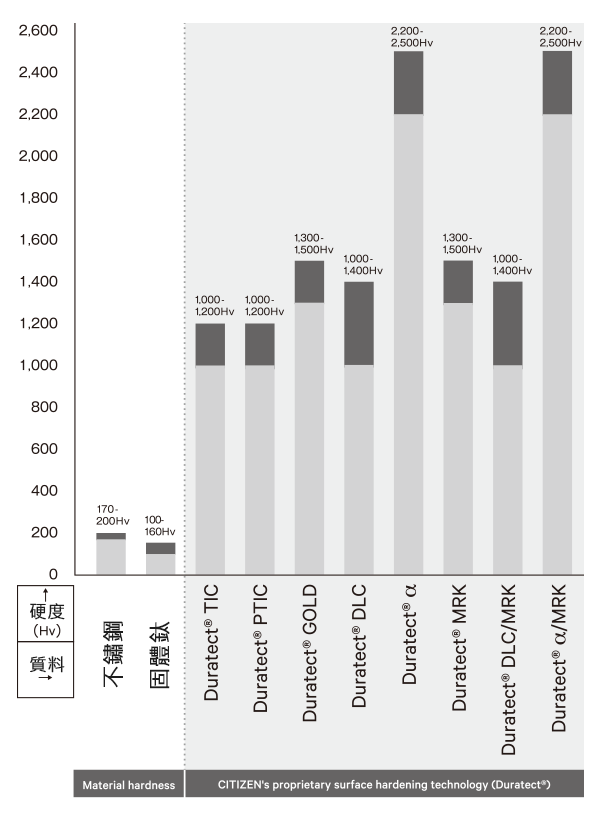 2,600
2,400
2,200
2,000
1,800
1,600
1,400
1,200
1,000
800
600
400
200
0
170-
200Hv
100-
160Hv
1,000-
1,200Hv
1,000-
1,200Hv
1,300-
1,500Hv
1,000-
1,400Hv
2,200-
2,500Hv
1,300-
1,500Hv
1,000-
1,400Hv
2,200-
2,500Hv
↑
硬度
(Hv)
質料
→
不鏽鋼
固體鈦
Duratect® TIC
Duratect® PTIC
Duratect® GOLD
Duratect® DLC
Duratect® α
Duratect® MRK
Duratect® DLC/MRK
Duratect® α/MRK
Material hardness
CITIZEN's proprietary surface hardening technology (Duratect®)